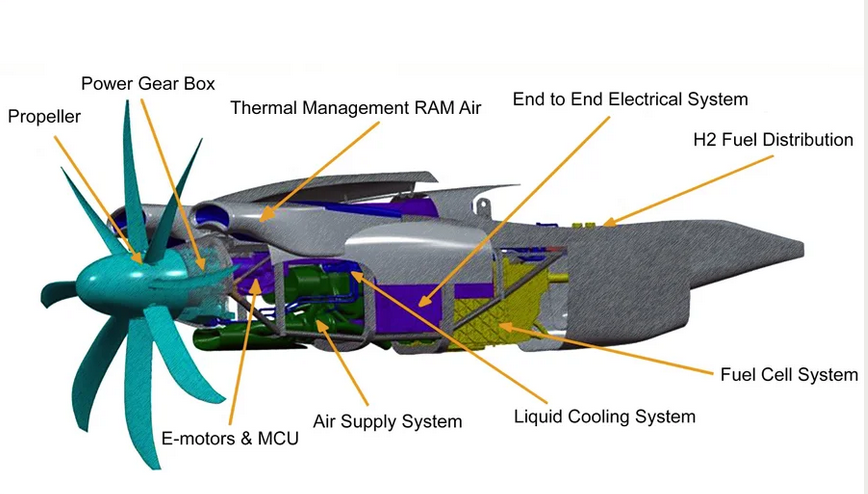 Power Gear Box
Propeller
Thermal Management RAM Air
End to End Electrical System
H2 Fuel Distribution
Fuel Cell System
Liquid Cooling System
Air Supply System
E-motors & MCU